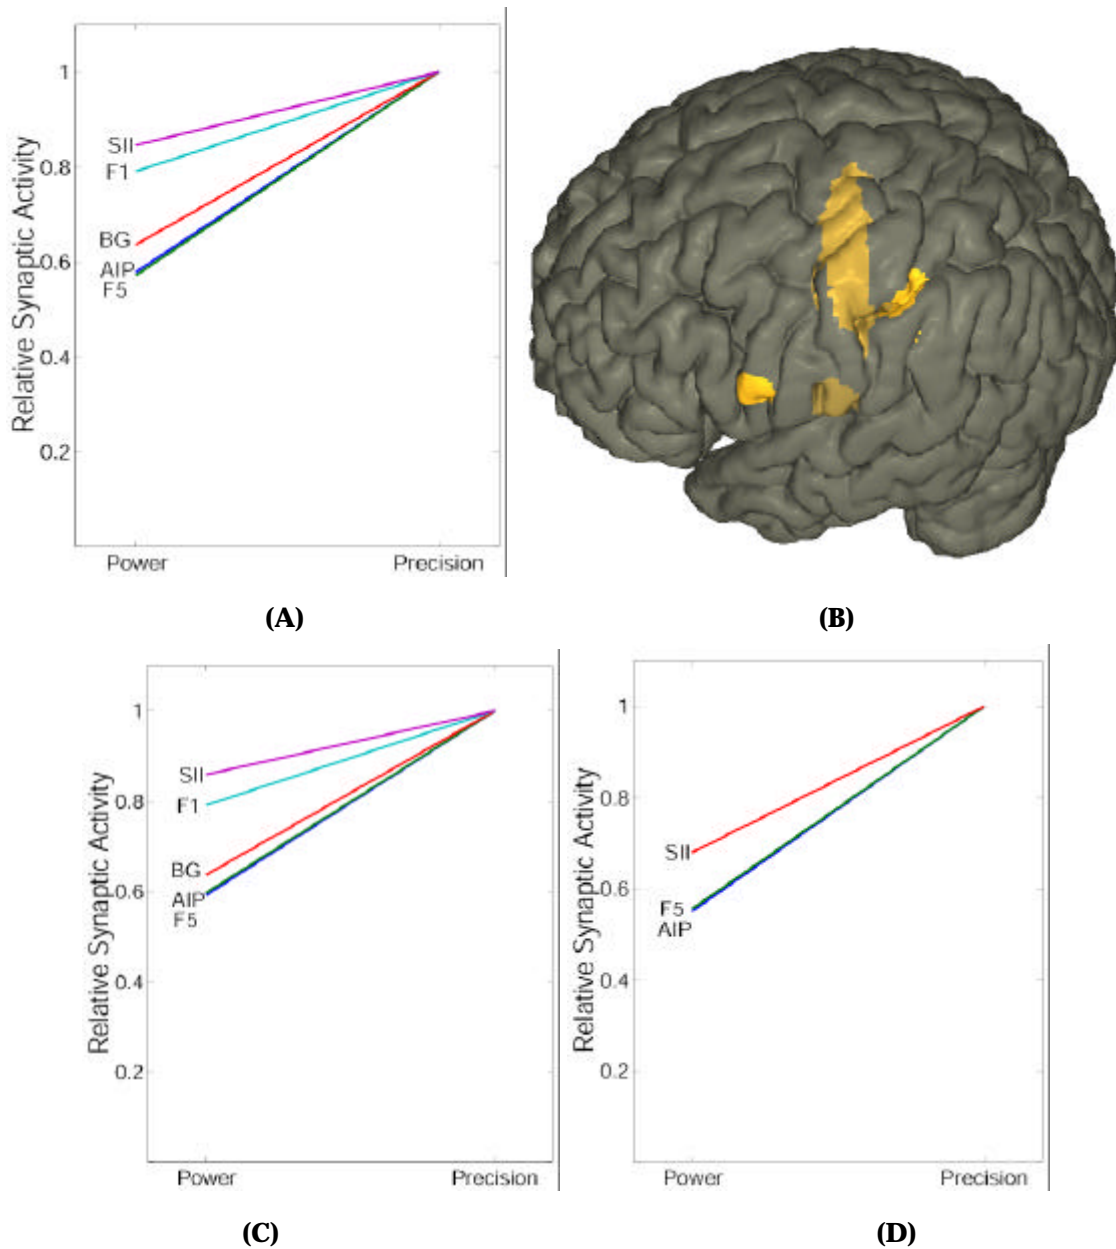 Relative Synaptic Activity
1
0.8
0.6
0.4
0.2
SII
F1
BG
AIP
F5
Power Precision
(A) (B)
Relative Synaptic Activity
1
0.8
0.6
0.4
0.2
SII
F1
BG
AIP
F5
Power Precision
Relative Synaptic Activity
1
0.8
0.6
0.4
0.2
SII
F5
AIP
Power Precision
(C) (D)